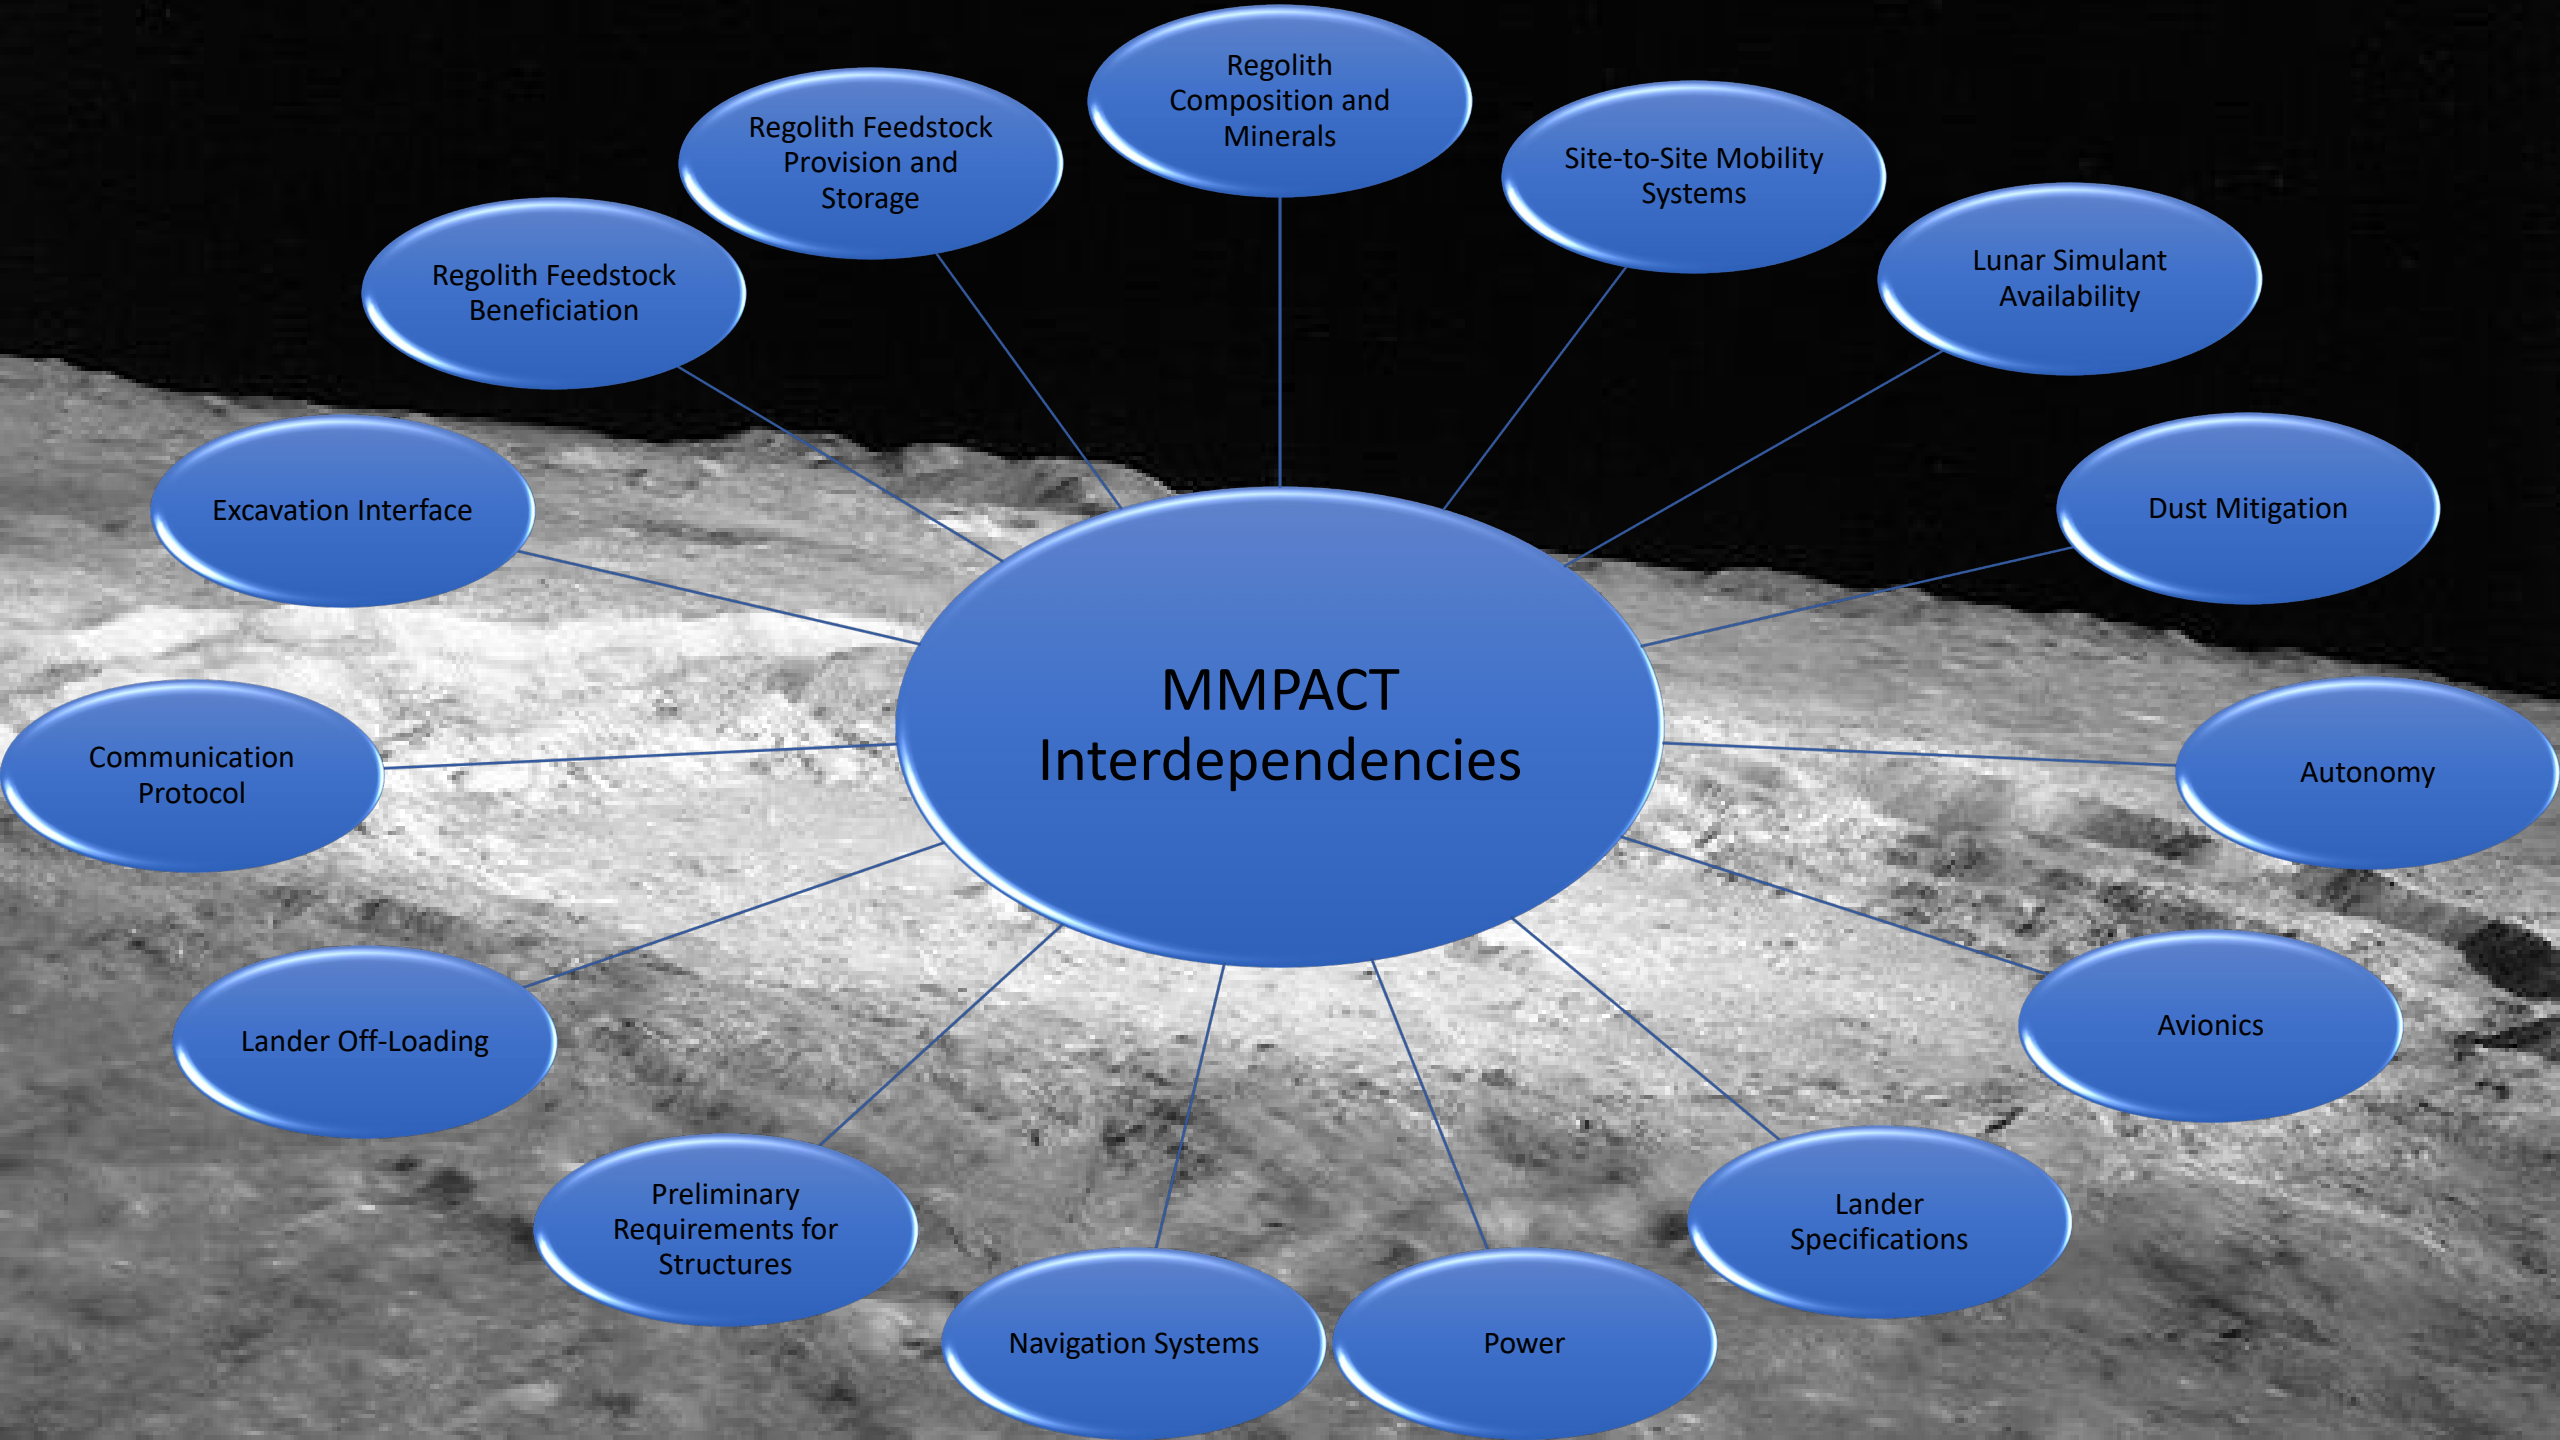 Regolith
Composition and
Minerals
Site-to-Site Mobility
Systems
Lunar Simulant
Availability
Dust Mitigation
Autonomy
Avionics
Lander
Specifications
Power
Navigation Systems
Preliminary
Requirements for
Structures
Lander Off-Loading
Communication
Protocol
Excavation Interface
Regolith Feedstock
Beneficiation
Regolith Feedstock
Provision and
Storage
MMPACT
Interdependencies